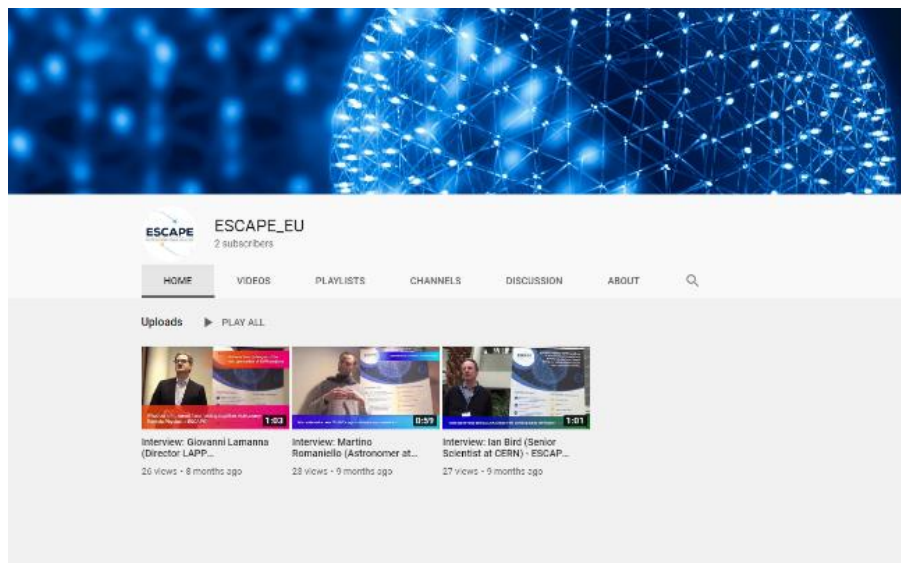 ESCAPE
ESCAPE_EU
2 subscribers
HOME VIDEOS PLAYLISTS CHANNELS DISCUSSION ABOUT
Uploads PLAY ALL
1:03 0:59 1:01
Interview: Giovanni Lamanna
(Director LAPP...
26 views • 8 months ago
Interview: Martino
Romaniello (Astronomer at...
23 views • 9 months ago
Interview: Ian Bird (Senior
Scientist at CERN) - ESCAP...
27 views • 9 months ago